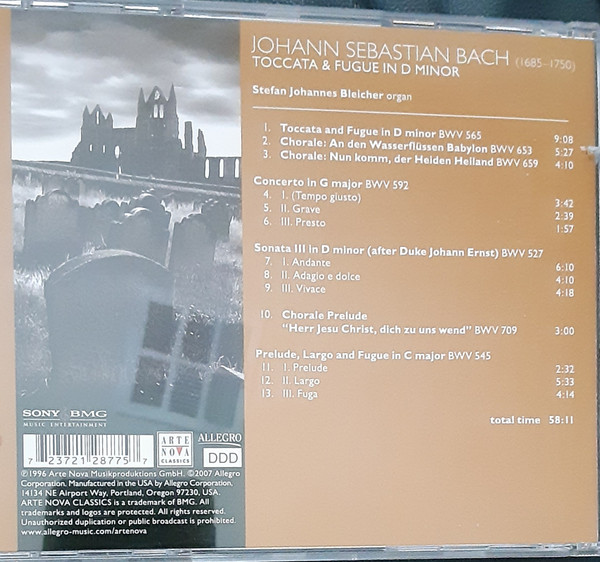 JOHANN SEBASTIAN BACH (1685–1750)
TOCCATA & FUGUE IN D MINOR
Stefan Johannes Bleicher organ
1. Toccata and Fugue in D minor BWV 565 9:08
2. Chorale: An den Wasserflüssen Babylon BWV 653 5:27
3. Chorale: Nun komm, der Heiden Heiland BWV 659 4:10
Concerto in G major BWV 592
4. I. (Tempo giusto) 3:42
5. II. Grave 2:39
6. III. Presto 1:57
Sonata III in D minor (after Duke Johann Ernst) BWV 527
7. I. Andante 6:10
8. II. Adagio e dolce 4:10
9. III. Vivace 4:18
10. Chorale Prelude
"Herr Jesu Christ, dich zu uns wend" BWV 709 3:00
Prelude, Largo and Fugue in C major BWV 545
11. I. Prelude 2:32
12. II. Largo 5:33
13. III. Fuga 4:14
total time 58:11
SONY BMG
MUSIC ENTERTAINMENT
7 23721 28775 7
ARTE
NOVA
CLASSICS
ALLEGRO
DDD
℗1996 Arte Nova Musikproduktions GmbH. ©2007 Allegro
Corporation. Manufactured in the USA by Allegro Corporation,
14134 NE Airport Way, Portland, Oregon 97230, USA.
ARTE NOVA CLASSICS is a trademark of BMG. All
trademarks and logos are protected. All rights reserved.
Unauthorized duplication or public broadcast is prohibited.
www.allegro-music.com/artenova